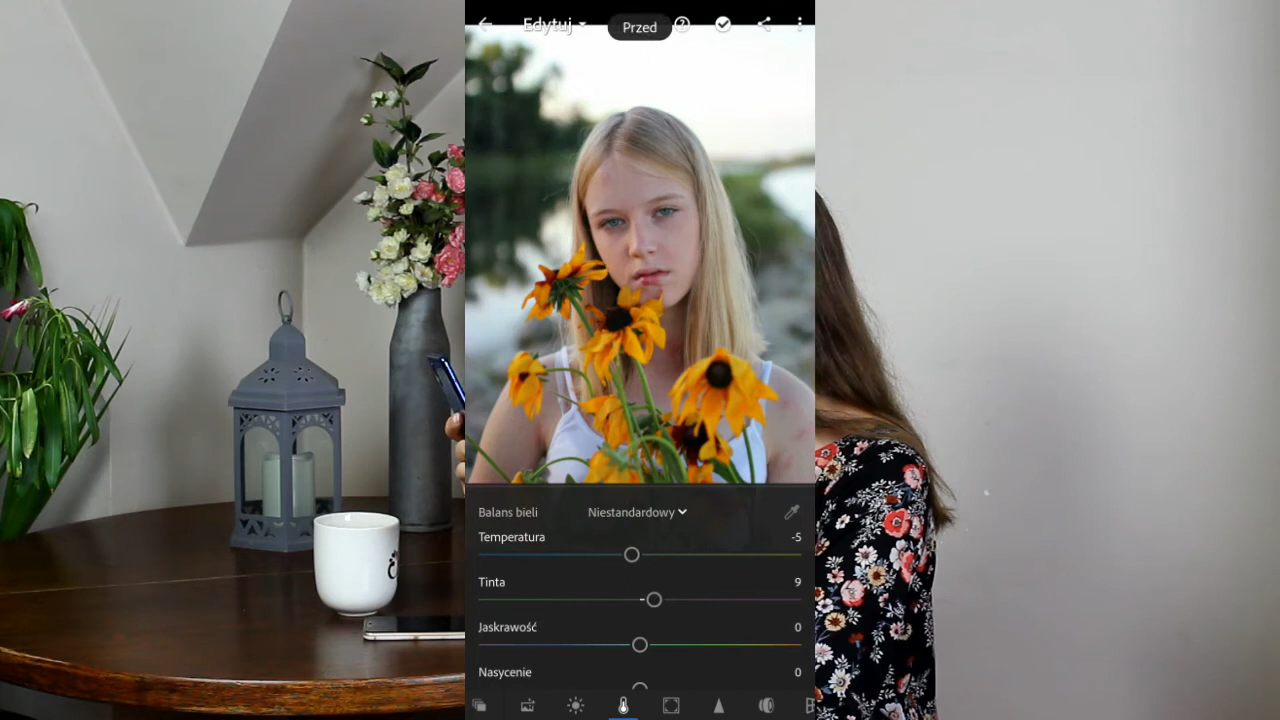 Edytuj
Przed
Balans bieli
Niestandardowy
Temperatura
-5
Tinta
9
Jaskrawość
0
Nasycenie
0